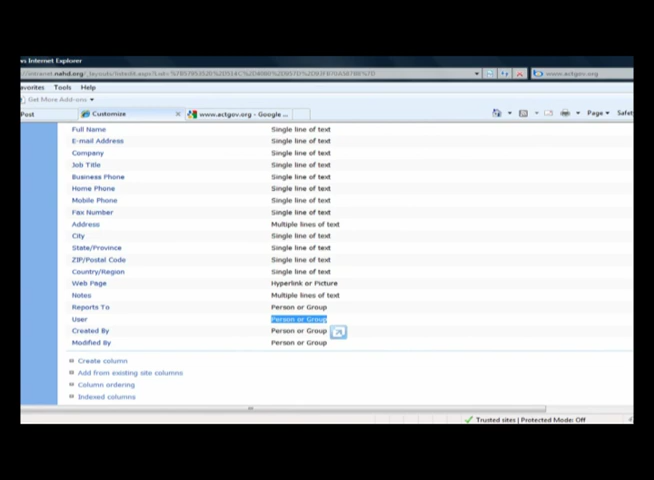 ws Internet Explorer
www.actgov.org
avorites Tools Help
Get More Add-ons
Post Customize www.actgov.org - Google ... Page Safet
Full Name Single line of text
E-mail Address Single line of text
Company Single line of text
Job Title Single line of text
Business Phone Single line of text
Home Phone Single line of text
Mobile Phone Single line of text
Fax Number Single line of text
Address Multiple lines of text
City Single line of text
State/Province Single line of text
ZIP/Postal Code Single line of text
Country/Region Single line of text
Web Page Hyperlink or Picture
Notes Multiple lines of text
Reports To Person or Group
User Person or Group
Created By Person or Group
Modified By Person or Group
Create column
Add from existing site columns
Column ordering
Indexed columns
Trusted sites | Protected Mode: Off